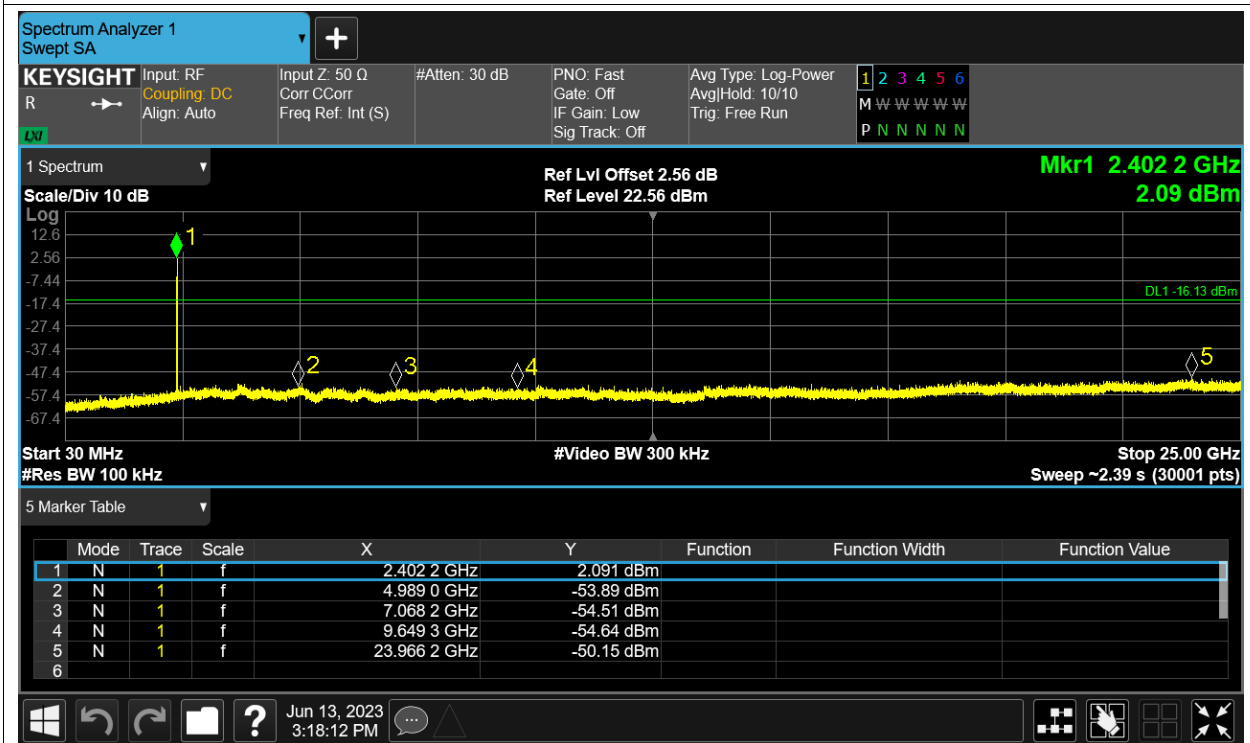 Spectrum Analyzer 1
Swept SA
+
KEYSIGHT Input: RF Input Z: 50 Ω #Atten: 30 dB PNO: Fast Avg Type: Log-Power 1 2 3 4 5 6
R Coupling: DC Corr CCorr Gate: Off Avg|Hold: 10/10 M W W W W W
Align: Auto Freq Ref: Int (S) IF Gain: Low Trig: Free Run
LXI Sig Track: Off P N N N N N
1 Spectrum Ref Lvl Offset 2.56 dB Mkr1 2.402 2 GHz
Scale/Div 10 dB Ref Level 22.56 dBm 2.09 dBm
Log
12.6 1
2.56
-7.44
DL1 -16.13 dBm
-17.4
-27.4
-37.4
2 3 4 5
-47.4
-57.4
-67.4
Start 30 MHz #Video BW 300 kHz Stop 25.00 GHz
#Res BW 100 kHz Sweep ~2.39 s (30001 pts)
5 Marker Table
Mode Trace Scale X Y Function Function Width Function Value
1 N 1 f 2.402 2 GHz 2.091 dBm
2 N 1 f 4.989 0 GHz -53.89 dBm
3 N 1 f 7.068 2 GHz -54.51 dBm
4 N 1 f 9.649 3 GHz -54.64 dBm
5 N 1 f 23.966 2 GHz -50.15 dBm
6
? Jun 13, 2023
3:18:12 PM